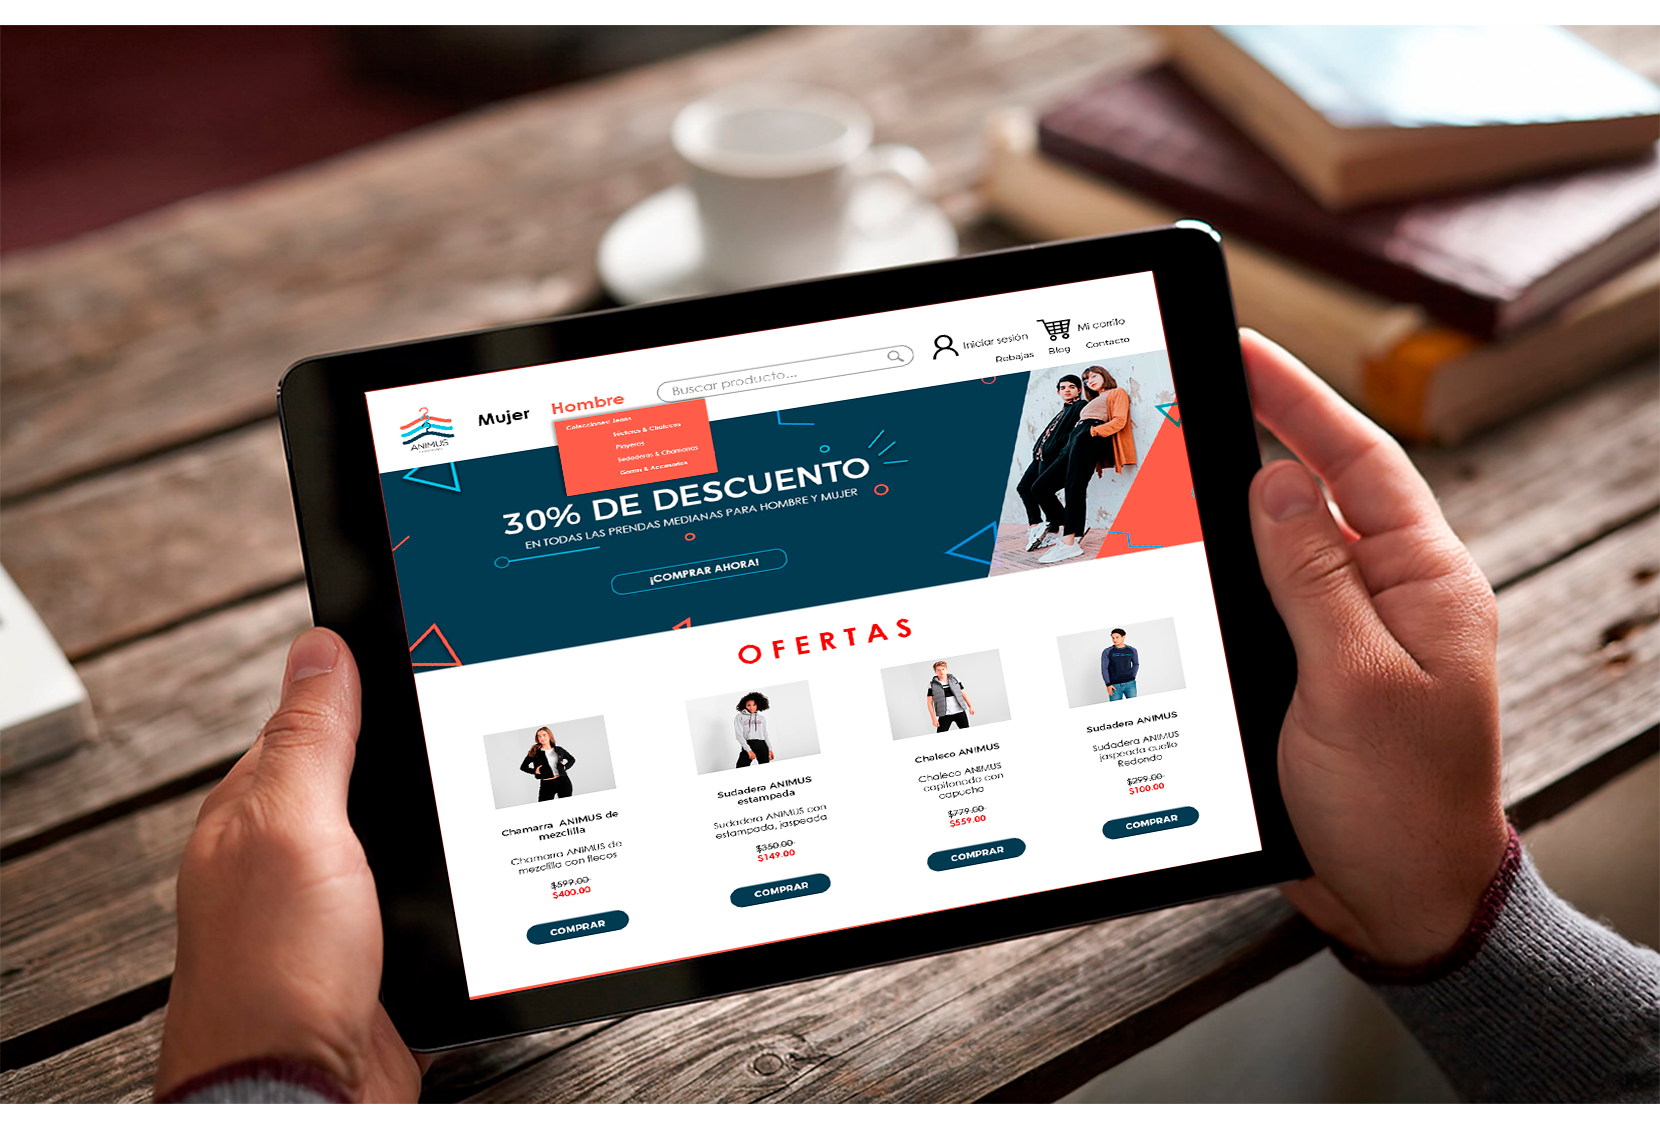 Iniciar sesión
Mi carrito
Rebajas
Blog
Contacto
Buscar producto...
Mujer
Hombre
ANIMUS
Colecciones: Jeans
Sueteres & Chalecos
Playeras
Sudaderas & Chamarras
Gorras & Accesorios
30% DE DESCUENTO
EN TODAS LAS PRENDAS MEDIANAS PARA HOMBRE Y MUJER
¡COMPRAR AHORA!
OFERTAS
Chamarra ANIMUS de
mezclilla
Chamarra ANIMUS de
mezclilla con flecos
$599.00
$400.00
COMPRAR
Sudadera ANIMUS
estampada
Sudadera ANIMUS con
estampada, jaspeada
$350.00
$149.00
COMPRAR
Chaleco ANIMUS
Chaleco ANIMUS
capitonado con
capucha
$779.00
$559.00
COMPRAR
Sudadera ANIMUS
Sudadera ANIMUS
jaspeada cuello
Redondo
$299.00
$100.00
COMPRAR